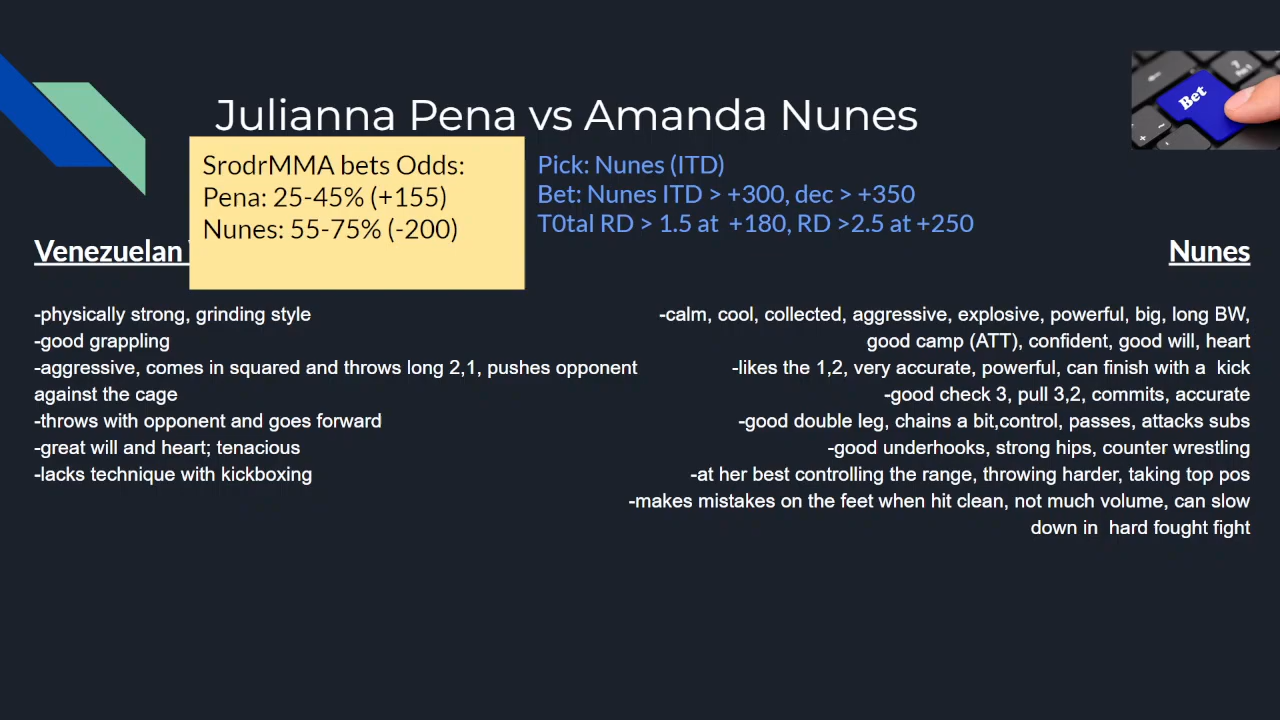 Julianna Pena vs Amanda Nunes
Bet
SrodrMMA bets Odds:
Pena: 25-45% (+155)
Nunes: 55-75% (-200)
Pick: Nunes (ITD)
Bet: Nunes ITD > +300, dec > +350
T0tal RD > 1.5 at +180, RD >2.5 at +250
Venezuelan
-physically strong, grinding style
-good grappling
-aggressive, comes in squared and throws long 2,1, pushes opponent
against the cage
-throws with opponent and goes forward
-great will and heart; tenacious
-lacks technique with kickboxing
Nunes
-calm, cool, collected, aggressive, explosive, powerful, big, long BW,
good camp (ATT), confident, good will, heart
-likes the 1,2, very accurate, powerful, can finish with a kick
-good check 3, pull 3,2, commits, accurate
-good double leg, chains a bit,control, passes, attacks subs
-good underhooks, strong hips, counter wrestling
-at her best controlling the range, throwing harder, taking top pos
-makes mistakes on the feet when hit clean, not much volume, can slow
down in hard fought fight